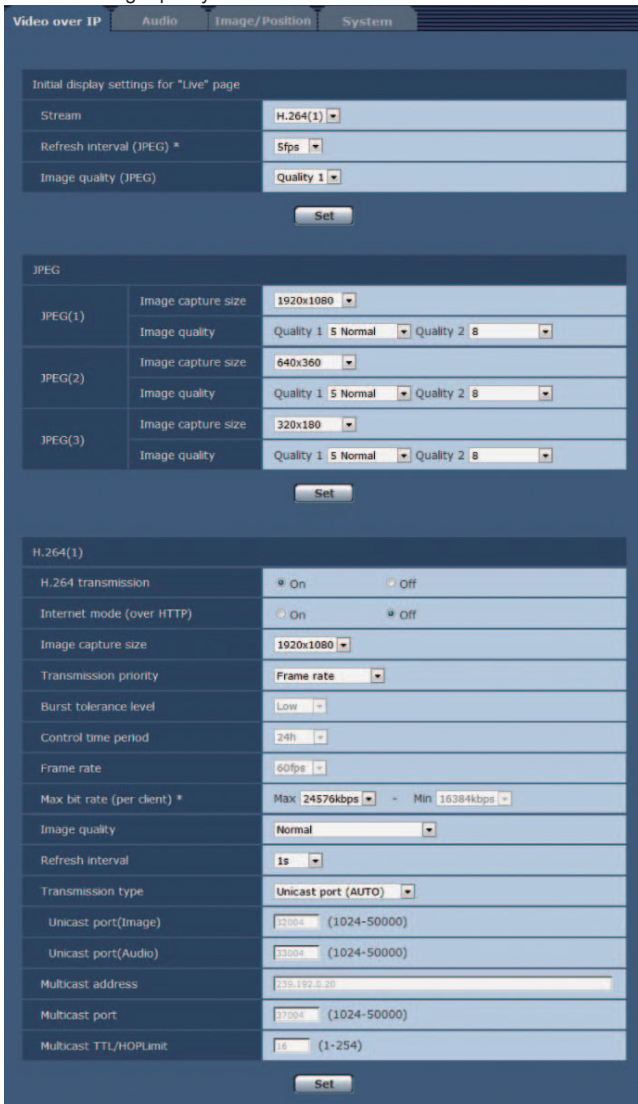 Video over IP Audio Image/Position System
Initial display settings for "Live" page
Stream H.264(1)
Refresh interval (JPEG) * 5fps
Image quality (JPEG) Quality 1
Set
JPEG
JPEG(1) Image capture size 1920x1080
Image quality Quality 1 5 Normal Quality 2 8
JPEG(2) Image capture size 640x360
Image quality Quality 1 5 Normal Quality 2 8
JPEG(3) Image capture size 320x180
Image quality Quality 1 5 Normal Quality 2 8
Set
H.264(1)
H.264 transmission On Off
Internet mode (over HTTP) On Off
Image capture size 1920x1080
Transmission priority Frame rate
Burst tolerance level Low
Control time period 24h
Frame rate 60fps
Max bit rate (per client) * Max 24576kbps - Min 16384kbps
Image quality Normal
Refresh interval 1s
Transmission type Unicast port (AUTO)
Unicast port(Image) 32004 (1024-50000)
Unicast port(Audio) 33004 (1024-50000)
Multicast address 239.192.0.20
Multicast port 37004 (1024-50000)
Multicast TTL/HOPLimit 16 (1-254)
Set